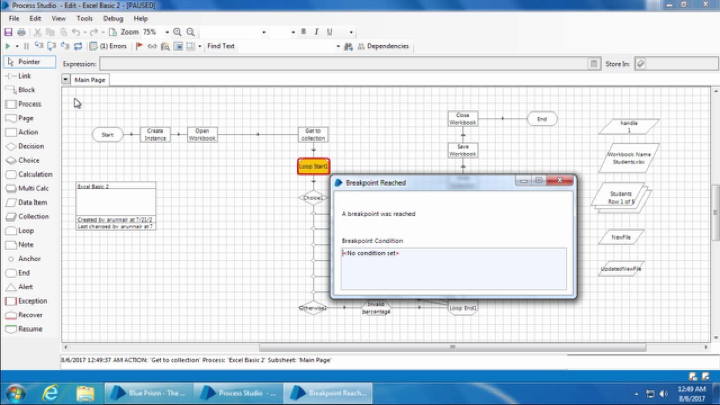 Process Studio - Edit - Excel Basic 2 - [PAUSED]
File Edit View Tools Debug Help
Zoom 75% B I U
(1) Errors Find Text Dependencies
Pointer
Expression: Store In:
Link
Main Page
Block
Process
Page
Action
Decision
Choice
Calculation
Multi Calc
Data Item
Collection
Loop
Note
Anchor
End
Alert
Exception
Recover
Resume
Start
Create
Instance
Open
Workbook
Get to
collection
Loop Start1
Choice1
Close
Workbook
End
Save
Workbook
handle
1
Workbook Name
Students.xlsx
Students
Row 1 of 5
NewFile
UpdatedNewFile
Excel Basic 2
Created by arunnair at 7/21/2
Last changed by arunnair at 7
Breakpoint Reached
A breakpoint was reached
Breakpoint Condition
<No condition set>
Otherwise1
Invalid
percentage
Loop End1
8/6/2017 12:49:37 AM ACTION: 'Get to collection' Process: 'Excel Basic 2' Subsheet: 'Main Page'
Blue Prism - The ...
Process Studio - ...
Breakpoint Reach...
12:49 AM
8/6/2017